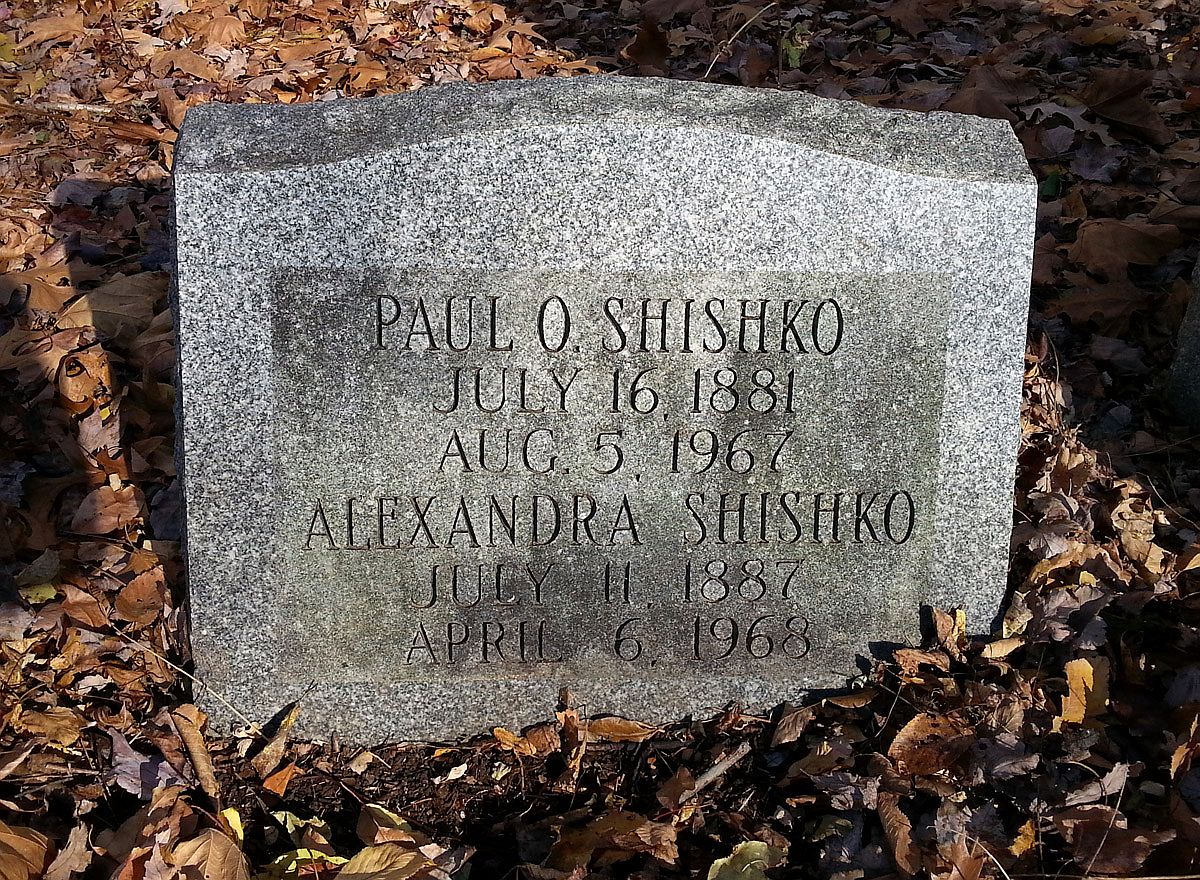 PAUL O. SHISHKO
JULY 16, 1881
AUG. 5, 1967
ALEXANDRA SHISHKO
JULY 11, 1887
APRIL 6, 1968